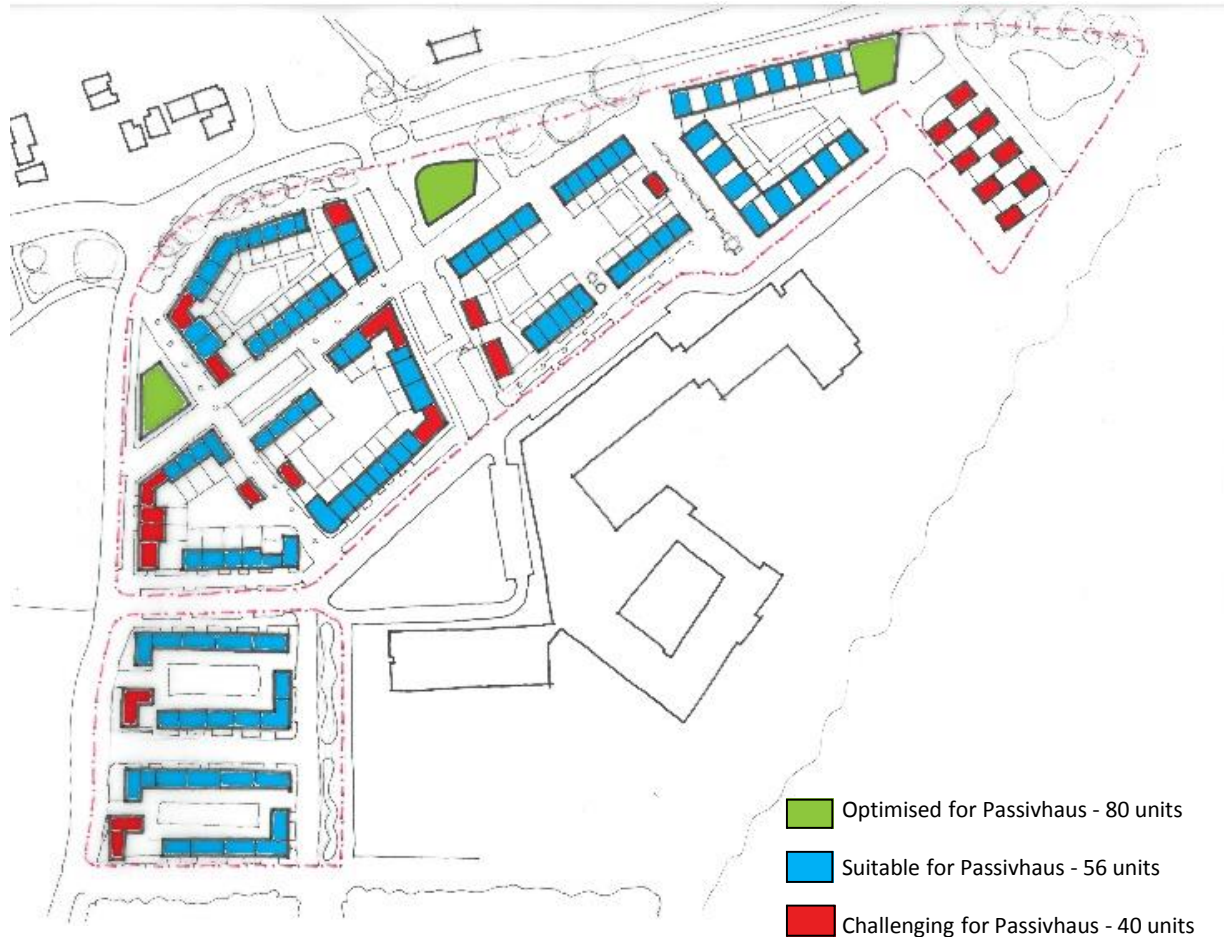 Optimised for Passivhaus - 80 units
Suitable for Passivhaus - 56 units
Challenging for Passivhaus - 40 units